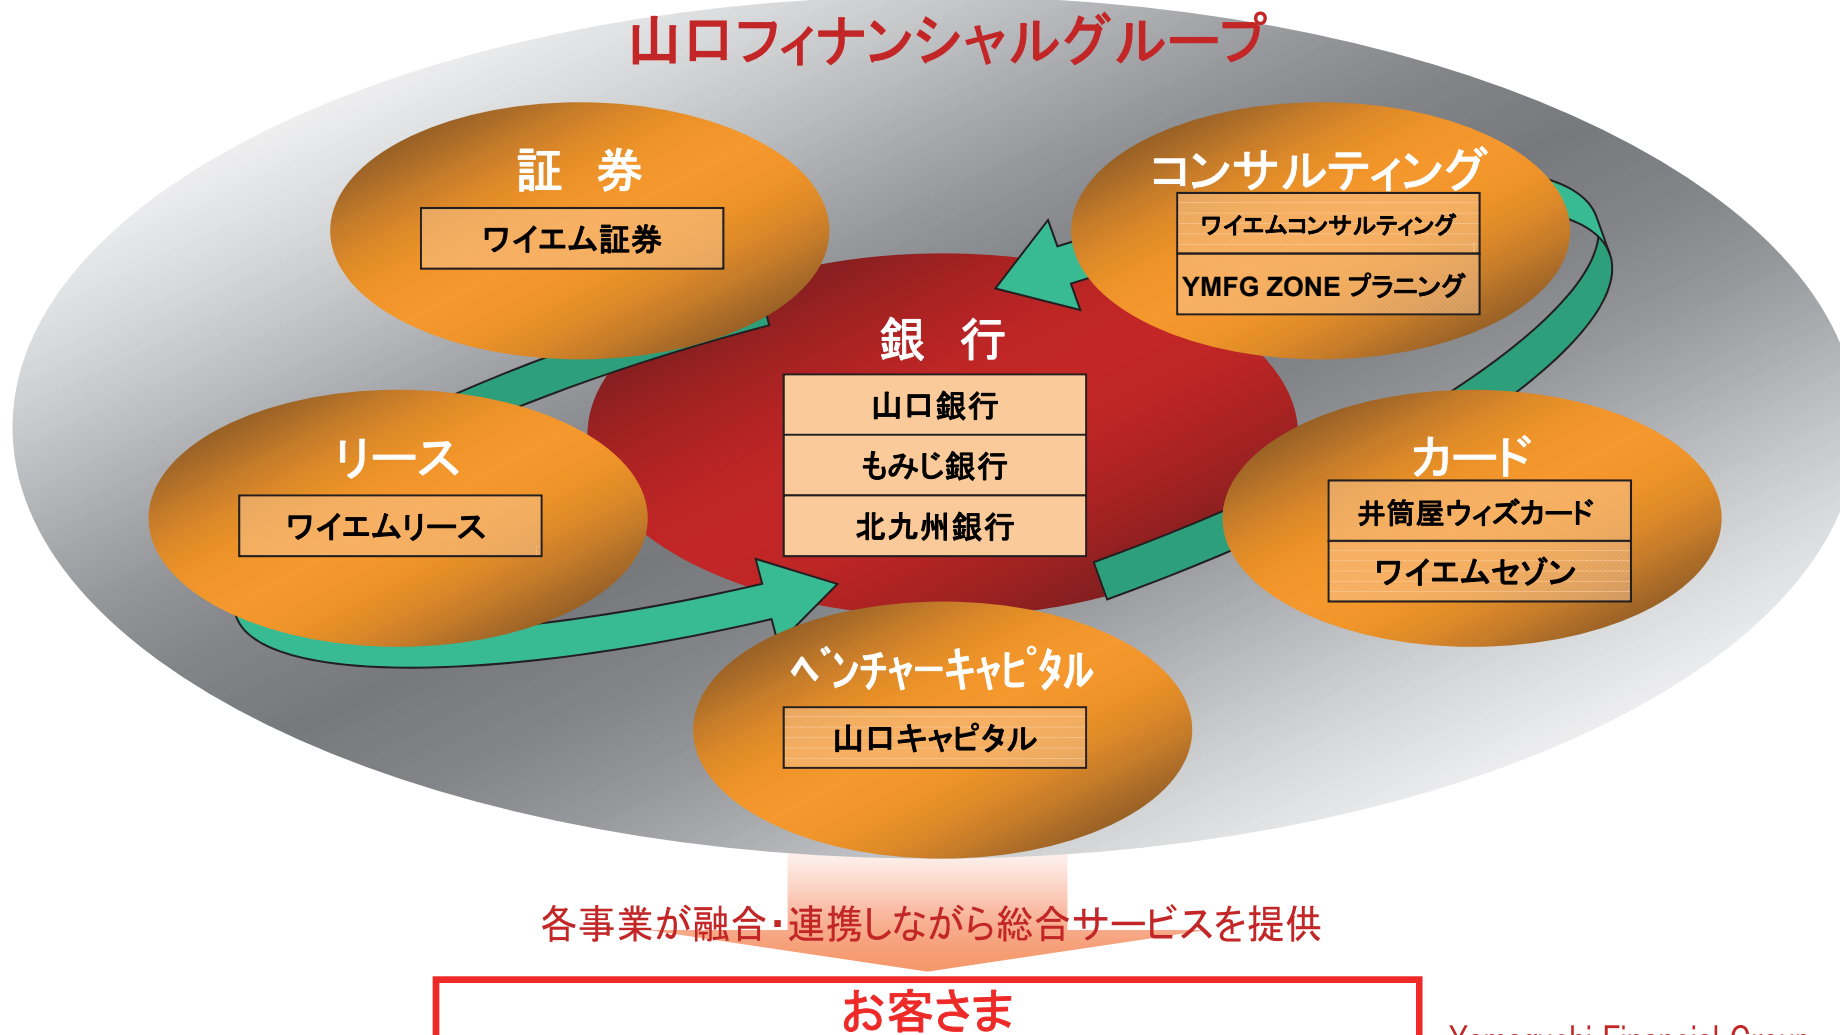 山口フィナンシャルグループ
証 券
ワイエム証券
コンサルティング
ワイエムコンサルティング
YMFG ZONE プラニング
銀 行
山口銀行
もみじ銀行
北九州銀行
リース
ワイエムリース
カード
井筒屋ウィズカード
ワイエムセゾン
ベンチャーキャピタル
山口キャピタル
各事業が融合・連携しながら総合サービスを提供
お客さま
Yamaguchi Financial Group